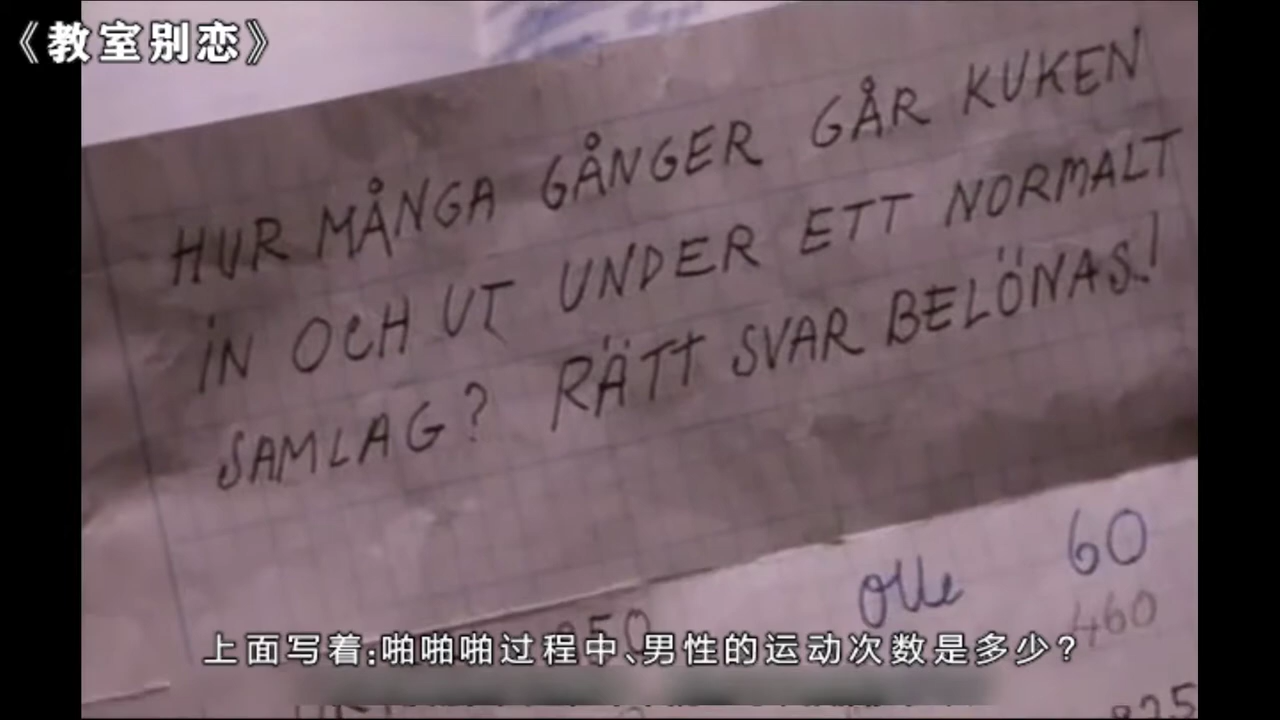 《教室别恋》
HUR MÅNGA GÅNGER GÅR KUKEN
IN OCH UT UNDER ETT NORMALT
SAMLAG? RÄTT SVAR BELÖNAS!
Olle 60
460
上面写着:啪啪啪过程中、男性的运动次数是多少?